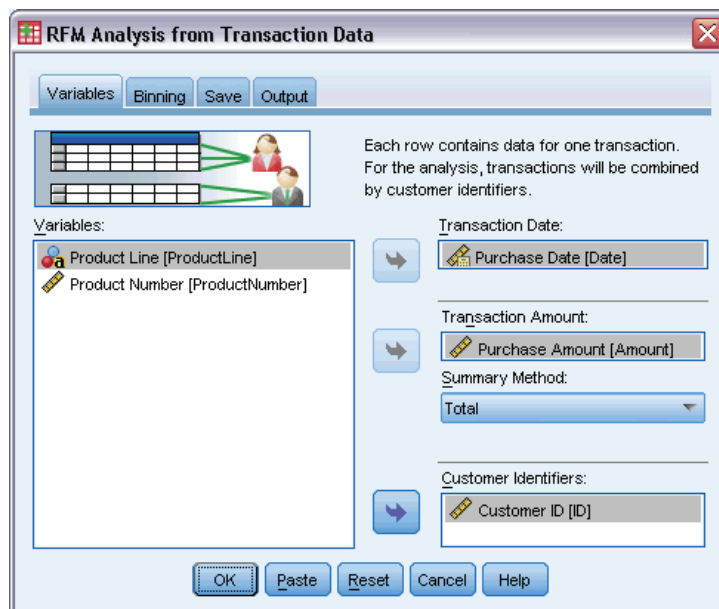 RFM Analysis from Transaction Data
Variables
Binning
Save
Output
Each row contains data for one transaction.
For the analysis, transactions will be combined
by customer identifiers.
Variables:
a Product Line [ProductLine]
Product Number [ProductNumber]
Transaction Date:
Purchase Date [Date]
Transaction Amount:
Purchase Amount [Amount]
Summary Method:
Total
Customer Identifiers:
Customer ID [ID]
OK
Paste
Reset
Cancel
Help